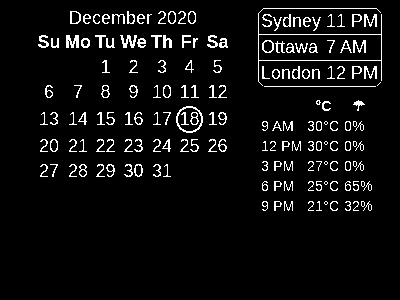 December 2020
Su Mo Tu We Th Fr Sa
1 2 3 4 5
6 7 8 9 10 11 12
13 14 15 16 17 18 19
20 21 22 23 24 25 26
27 28 29 30 31
Sydney 11 PM
Ottawa 7 AM
London 12 PM
°C
9 AM 30°C 0%
12 PM 30°C 0%
3 PM 27°C 0%
6 PM 25°C 65%
9 PM 21°C 32%